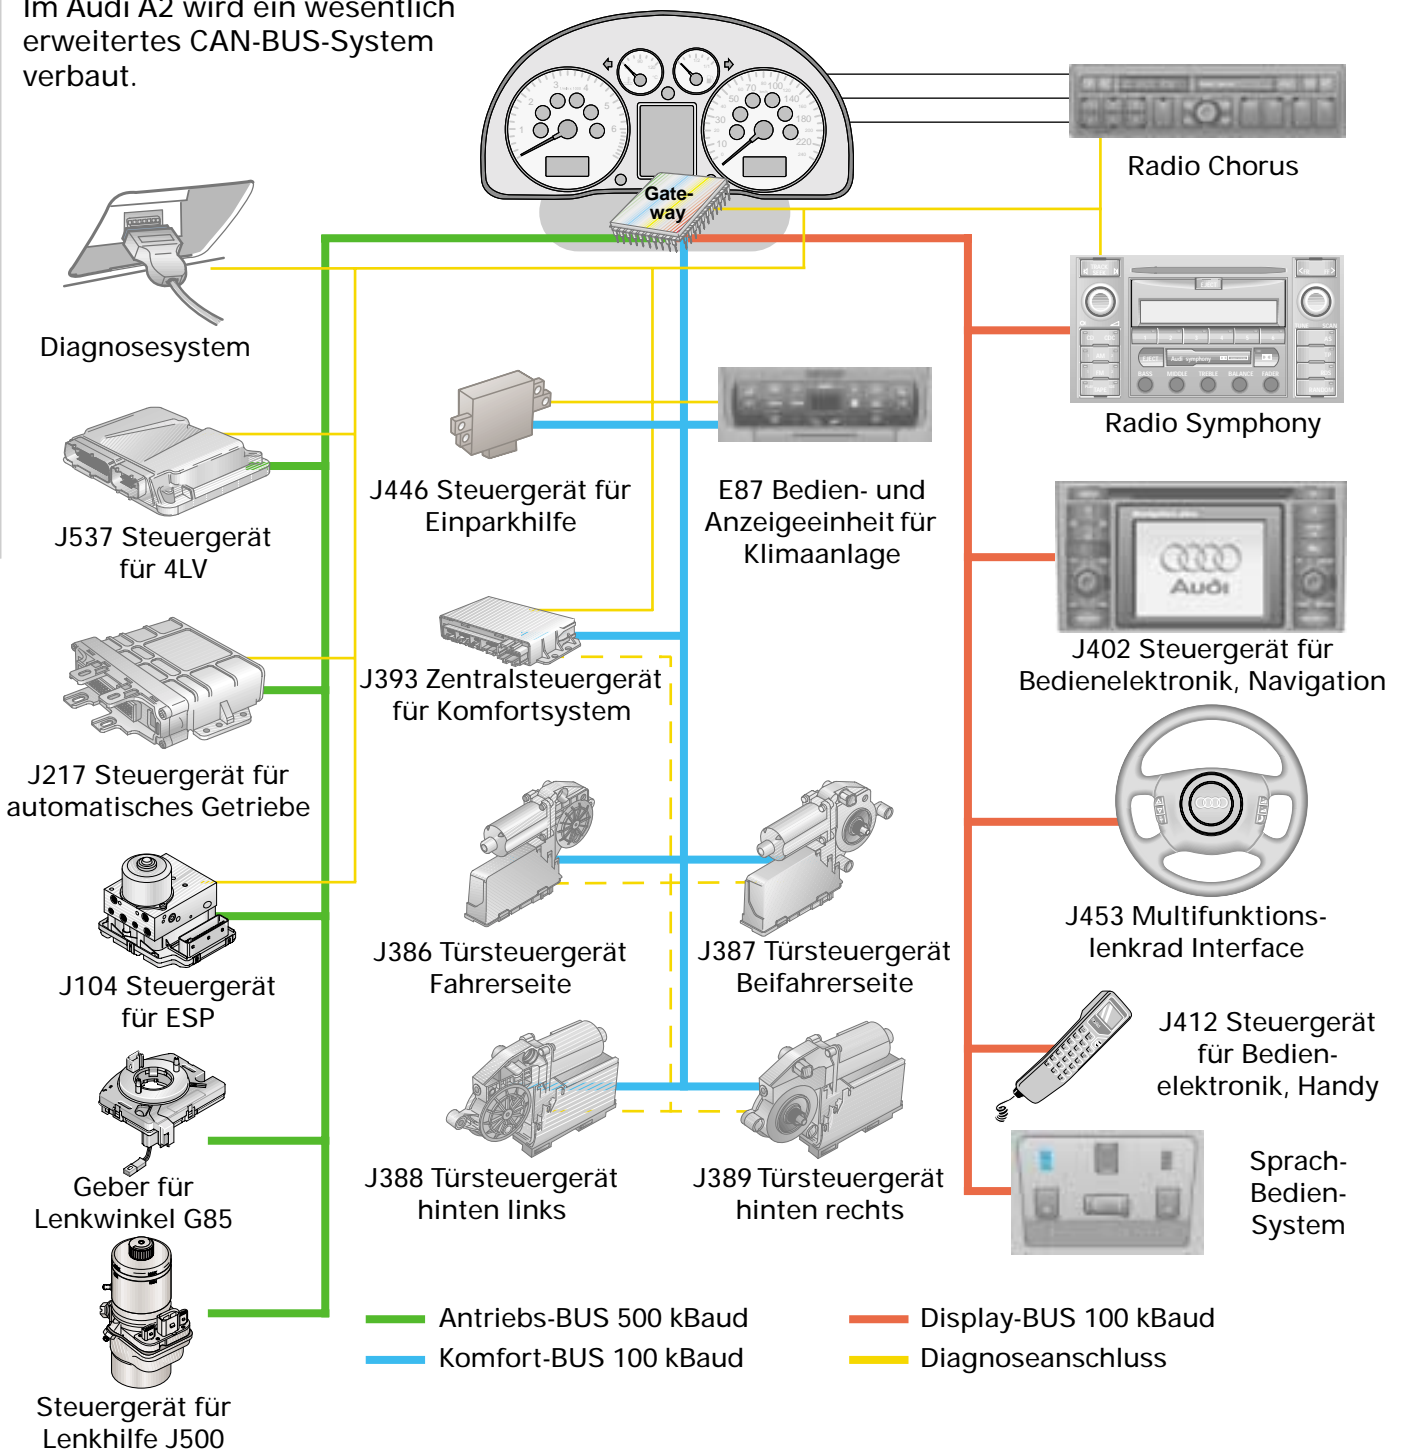 Im Audi A2 wird ein wesentlich
erweitertes CAN-BUS-System
verbaut.
Gate-
way
Radio Chorus
Diagnosesystem
Radio Symphony
J537 Steuergerät
für 4LV
J446 Steuergerät für
Einparkhilfe
E87 Bedien- und
Anzeigeeinheit für
Klimaanlage
Audi
J402 Steuergerät für
Bedienelektronik, Navigation
J393 Zentralsteuergerät
für Komfortsystem
J217 Steuergerät für
automatisches Getriebe
J453 Multifunktions-
lenkrad Interface
J386 Türsteuergerät
Fahrerseite
J387 Türsteuergerät
Beifahrerseite
J104 Steuergerät
für ESP
J412 Steuergerät
für Bedien-
elektronik, Handy
J388 Türsteuergerät
hinten links
J389 Türsteuergerät
hinten rechts
Sprach-
Bedien-
System
Geber für
Lenkwinkel G85
Antriebs-BUS 500 kBaud
Komfort-BUS 100 kBaud
Display-BUS 100 kBaud
Diagnoseanschluss
Steuergerät für
Lenkhilfe J500